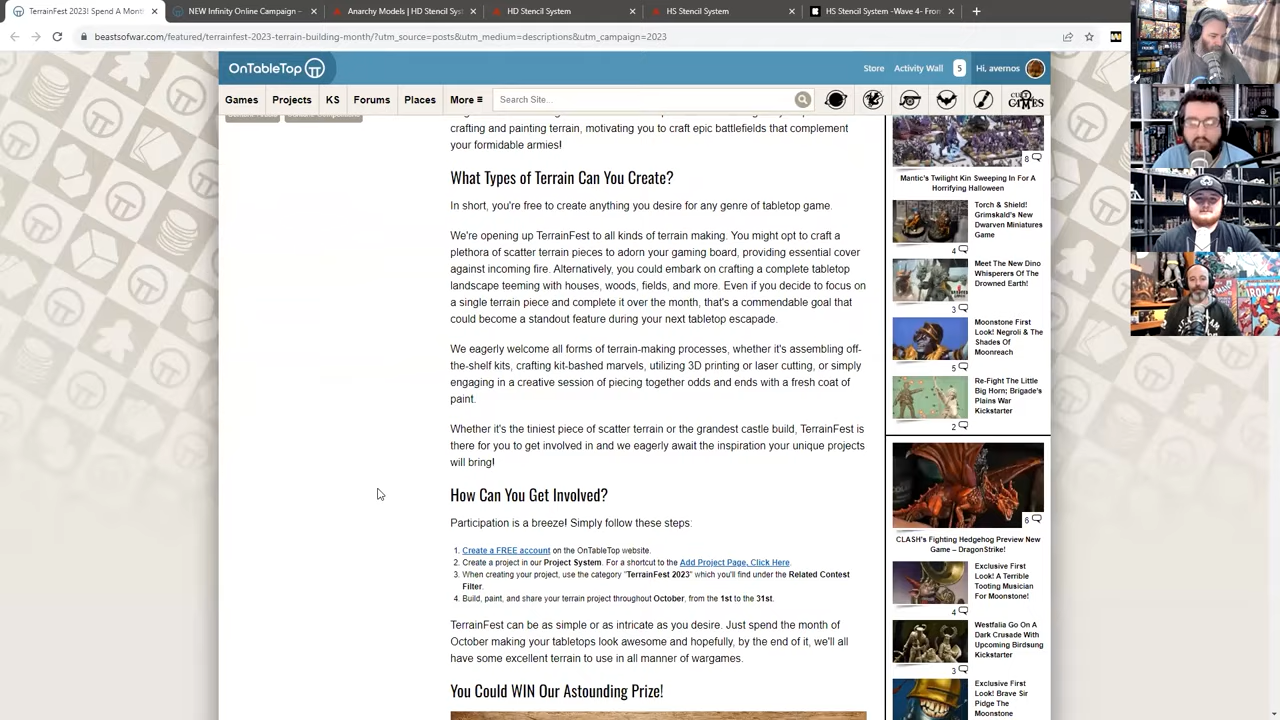 TerrainFest 2023! Spend A Mont
NEW Infinity Online Campaign –
Anarchy Models | HD Stencil Sys
HD Stencil System
HS Stencil System
HS Stencil System -Wave 4- From
beastsofwar.com/featured/terrainfest-2023-terrain-building-month/?utm_source=posts&utm_medium=descriptions&utm_campaign=2023
OnTableTop
Store Activity Wall 5 Hi, avernos
Games Projects KS Forums Places More ≡ Search Site...
CULT OF GAMES
crafting and painting terrain, motivating you to craft epic battlefields that complement
your formidable armies!
What Types of Terrain Can You Create?
In short, you're free to create anything you desire for any genre of tabletop game.
We're opening up TerrainFest to all kinds of terrain making. You might opt to craft a
plethora of scatter terrain pieces to adorn your gaming board, providing essential cover
against incoming fire. Alternatively, you could embark on crafting a complete tabletop
landscape teeming with houses, woods, fields, and more. Even if you decide to focus on
a single terrain piece and complete it over the month, that's a commendable goal that
could become a standout feature during your next tabletop escapade.
We eagerly welcome all forms of terrain-making processes, whether it's assembling off-
the-shelf kits, crafting kit-bashed marvels, utilizing 3D printing or laser cutting, or simply
engaging in a creative session of piecing together odds and ends with a fresh coat of
paint.
Whether it's the tiniest piece of scatter terrain or the grandest castle build, TerrainFest is
there for you to get involved in and we eagerly await the inspiration your unique projects
will bring!
How Can You Get Involved?
Participation is a breeze! Simply follow these steps:
1. Create a FREE account on the OnTableTop website.
2. Create a project in our Project System. For a shortcut to the Add Project Page, Click Here.
3. When creating your project, use the category "TerrainFest 2023" which you'll find under the Related Contest
Filter.
4. Build, paint, and share your terrain project throughout October, from the 1st to the 31st.
TerrainFest can be as simple or as intricate as you desire. Just spend the month of
October making your tabletops look awesome and hopefully, by the end of it, we'll all
have some excellent terrain to use in all manner of wargames.
You Could WIN Our Astounding Prize!
8
Mantic's Twilight Kin Sweeping In For A
Horrifying Halloween
Torch & Shield!
Grimskald's New
Dwarven Miniatures
Game
4
Meet The New Dino
Whisperers Of The
Drowned Earth!
3
Moonstone First
Look! Negroli & The
Shades Of
Moonreach
5
Re-Fight The Little
Big Horn; Brigade's
Plains War
Kickstarter
2
6
CLASH's Fighting Hedgehog Preview New
Game – DragonStrike!
Exclusive First
Look! A Terrible
Tooting Musician
For Moonstone!
4
Westfalia Go On A
Dark Crusade With
Upcoming Birdsung
Kickstarter
3
Exclusive First
Look! Brave Sir
Pidge The
Moonstone
IRON